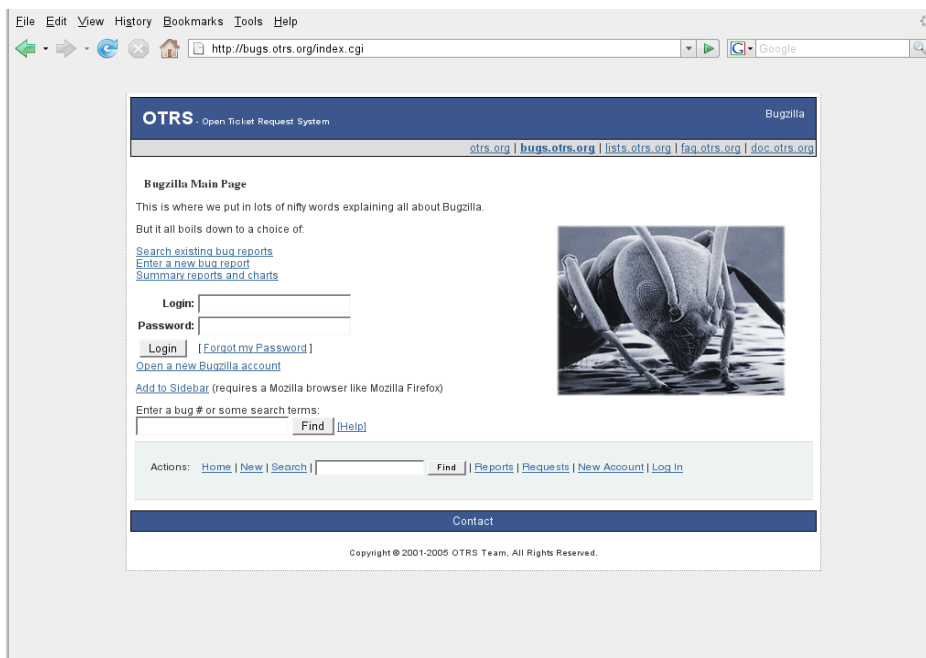 File Edit View History Bookmarks Tools Help
http://bugs.otrs.org/index.cgi
G Google
OTRS - Open Ticket Request System
Bugzilla
otrs.org | bugs.otrs.org | lists.otrs.org | faq.otrs.org | doc.otrs.org
Bugzilla Main Page
This is where we put in lots of nifty words explaining all about Bugzilla.
But it all boils down to a choice of:
Search existing bug reports
Enter a new bug report
Summary reports and charts
Login:
Password:
Login [ Forgot my Password ]
Open a new Bugzilla account
Add to Sidebar (requires a Mozilla browser like Mozilla Firefox)
Enter a bug # or some search terms:
Find [Help]
Actions: Home | New | Search | Find | Reports | Requests | New Account | Log In
Contact
Copyright © 2001-2005 OTRS Team, All Rights Reserved.